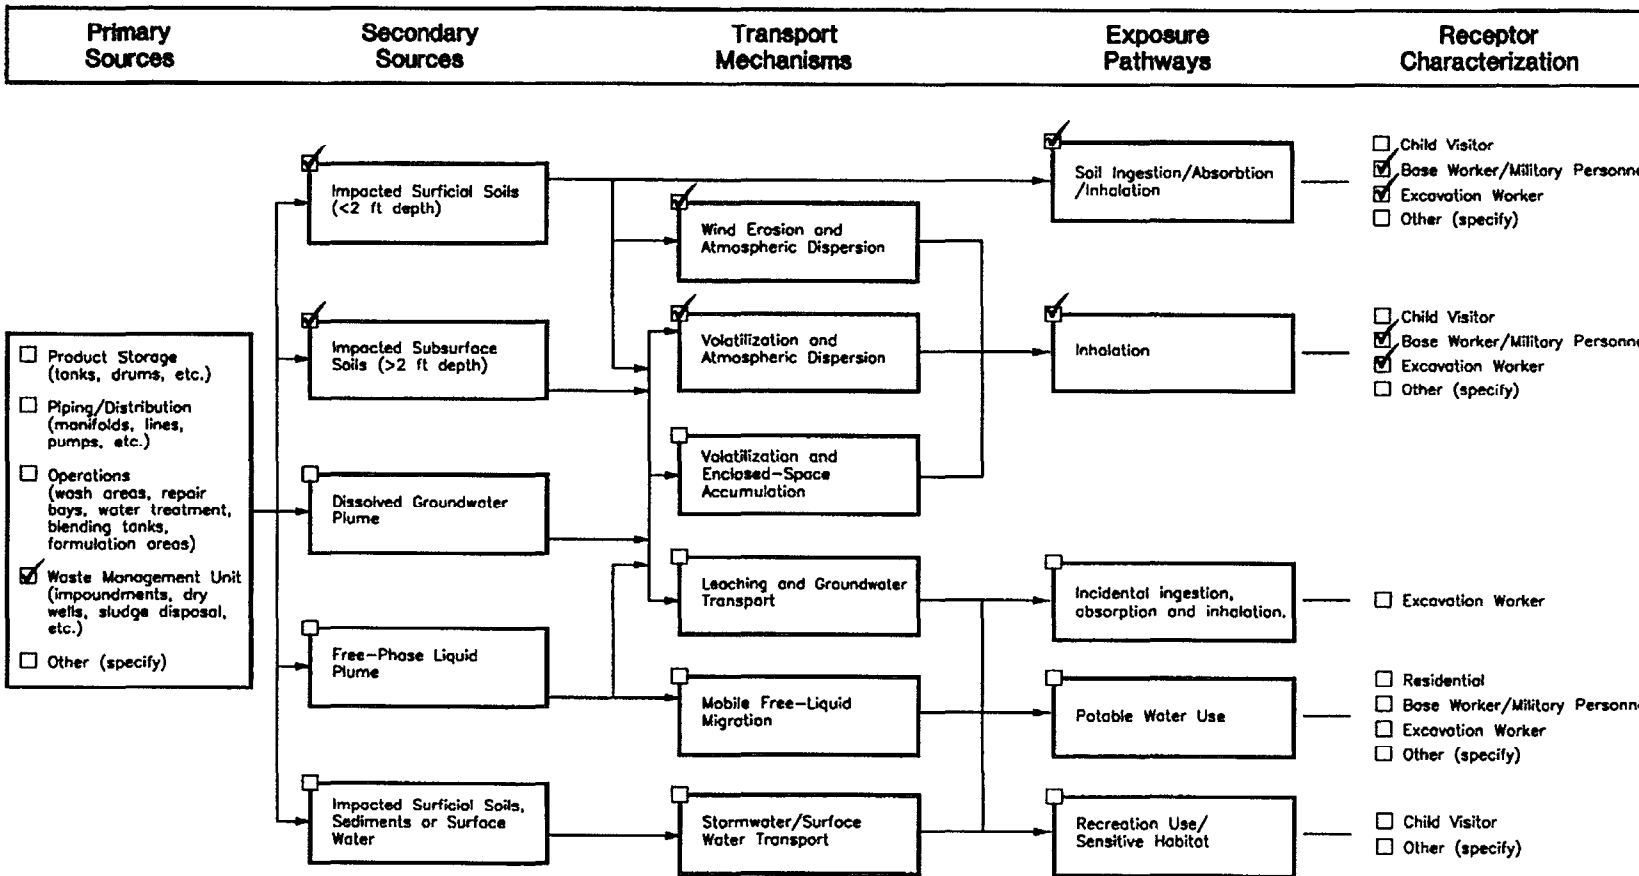 Primary
Sources
Secondary
Sources
Transport
Mechanisms
Exposure
Pathways
Receptor
Characterization
Product Storage
(tanks, drums, etc.)
Piping/Distribution
(manifolds, lines,
pumps, etc.)
Operations
(wash areas, repair
bays, water treatment,
blending tanks,
formulation areas)
Waste Management Unit
(impoundments, dry
wells, sludge disposal,
etc.)
Other (specify)
Impacted Surficial Soils
(<2 ft depth)
Impacted Subsurface
Soils (>2 ft depth)
Dissolved Groundwater
Plume
Free-Phase Liquid
Plume
Impacted Surficial Soils,
Sediments or Surface
Water
Wind Erosion and
Atmospheric Dispersion
Volatilization and
Atmospheric Dispersion
Volatilization and
Enclosed-Space
Accumulation
Leaching and Groundwater
Transport
Mobile Free-Liquid
Migration
Stormwater/Surface
Water Transport
Soil Ingestion/Absorbtion
/Inhalation
Inhalation
Incidental ingestion,
absorption and inhalation.
Potable Water Use
Recreation Use/
Sensitive Habitat
Child Visitor
Base Worker/Military Personne
Excavation Worker
Other (specify)
Child Visitor
Base Worker/Military Personne
Excavation Worker
Other (specify)
Excavation Worker
Residential
Base Worker/Military Personne
Excavation Worker
Other (specify)
Child Visitor
Other (specify)